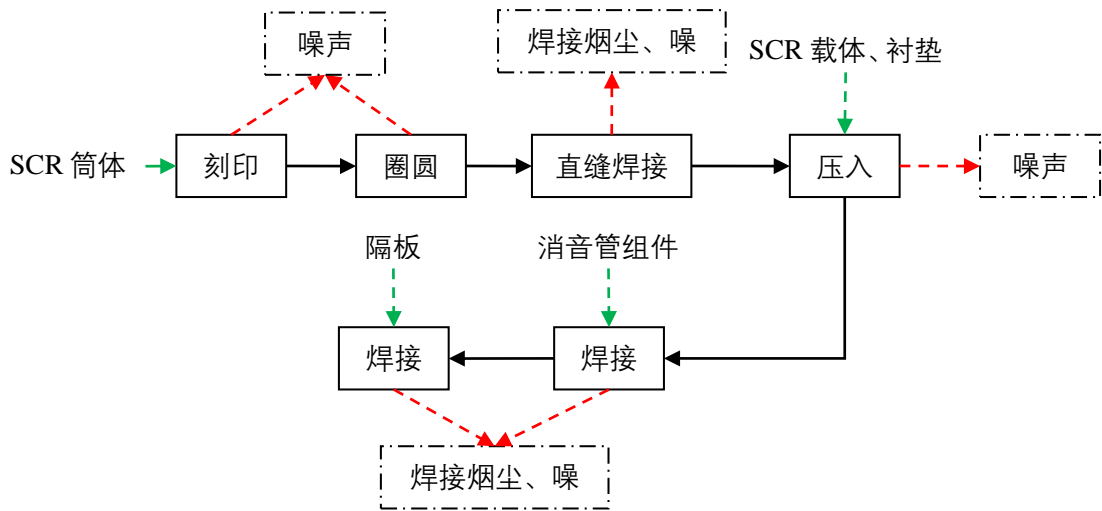 噪声
焊接烟尘、噪
SCR 载体、衬垫
SCR 筒体
刻印
圈圆
直缝焊接
压入
噪声
隔板
消音管组件
焊接
焊接
焊接烟尘、噪